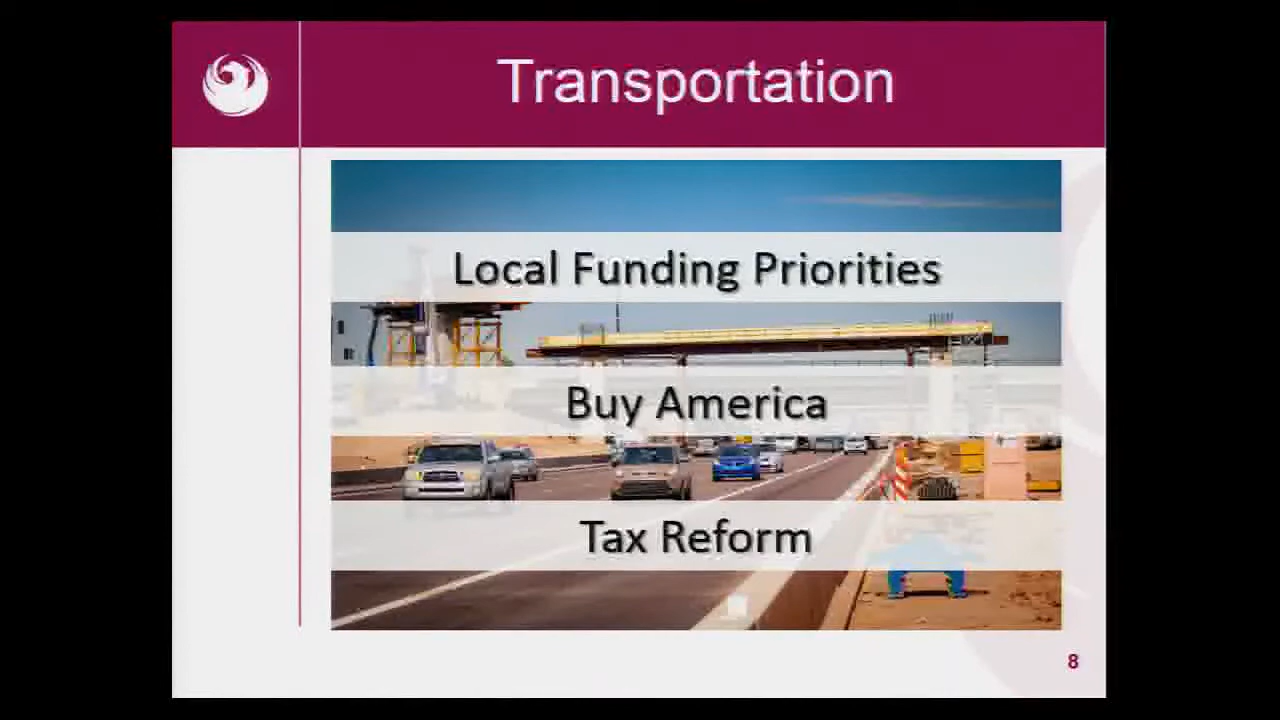 Transportation
Local Funding Priorities
Buy America
Tax Reform
8